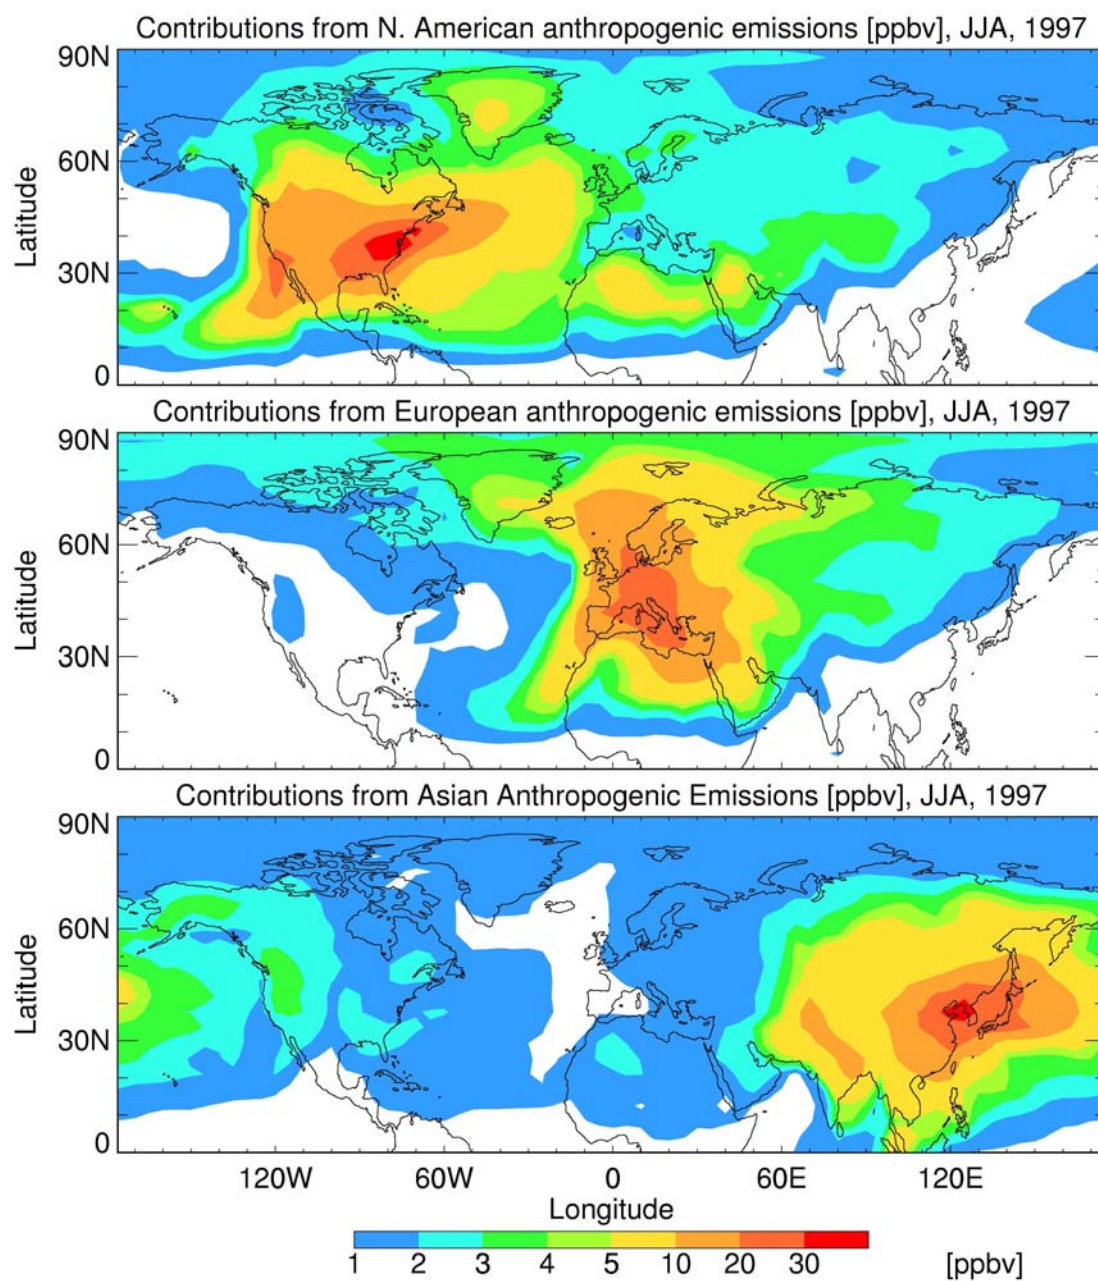 Contributions from N. American anthropogenic emissions [ppbv], JJA, 1997
90N
60N
30N
0
Latitude
Contributions from European anthropogenic emissions [ppbv], JJA, 1997
90N
60N
30N
0
Latitude
Contributions from Asian Anthropogenic Emissions [ppbv], JJA, 1997
90N
60N
30N
0
Latitude
120W 60W 0 60E 120E
Longitude
1 2 3 4 5 10 20 30 [ppbv]